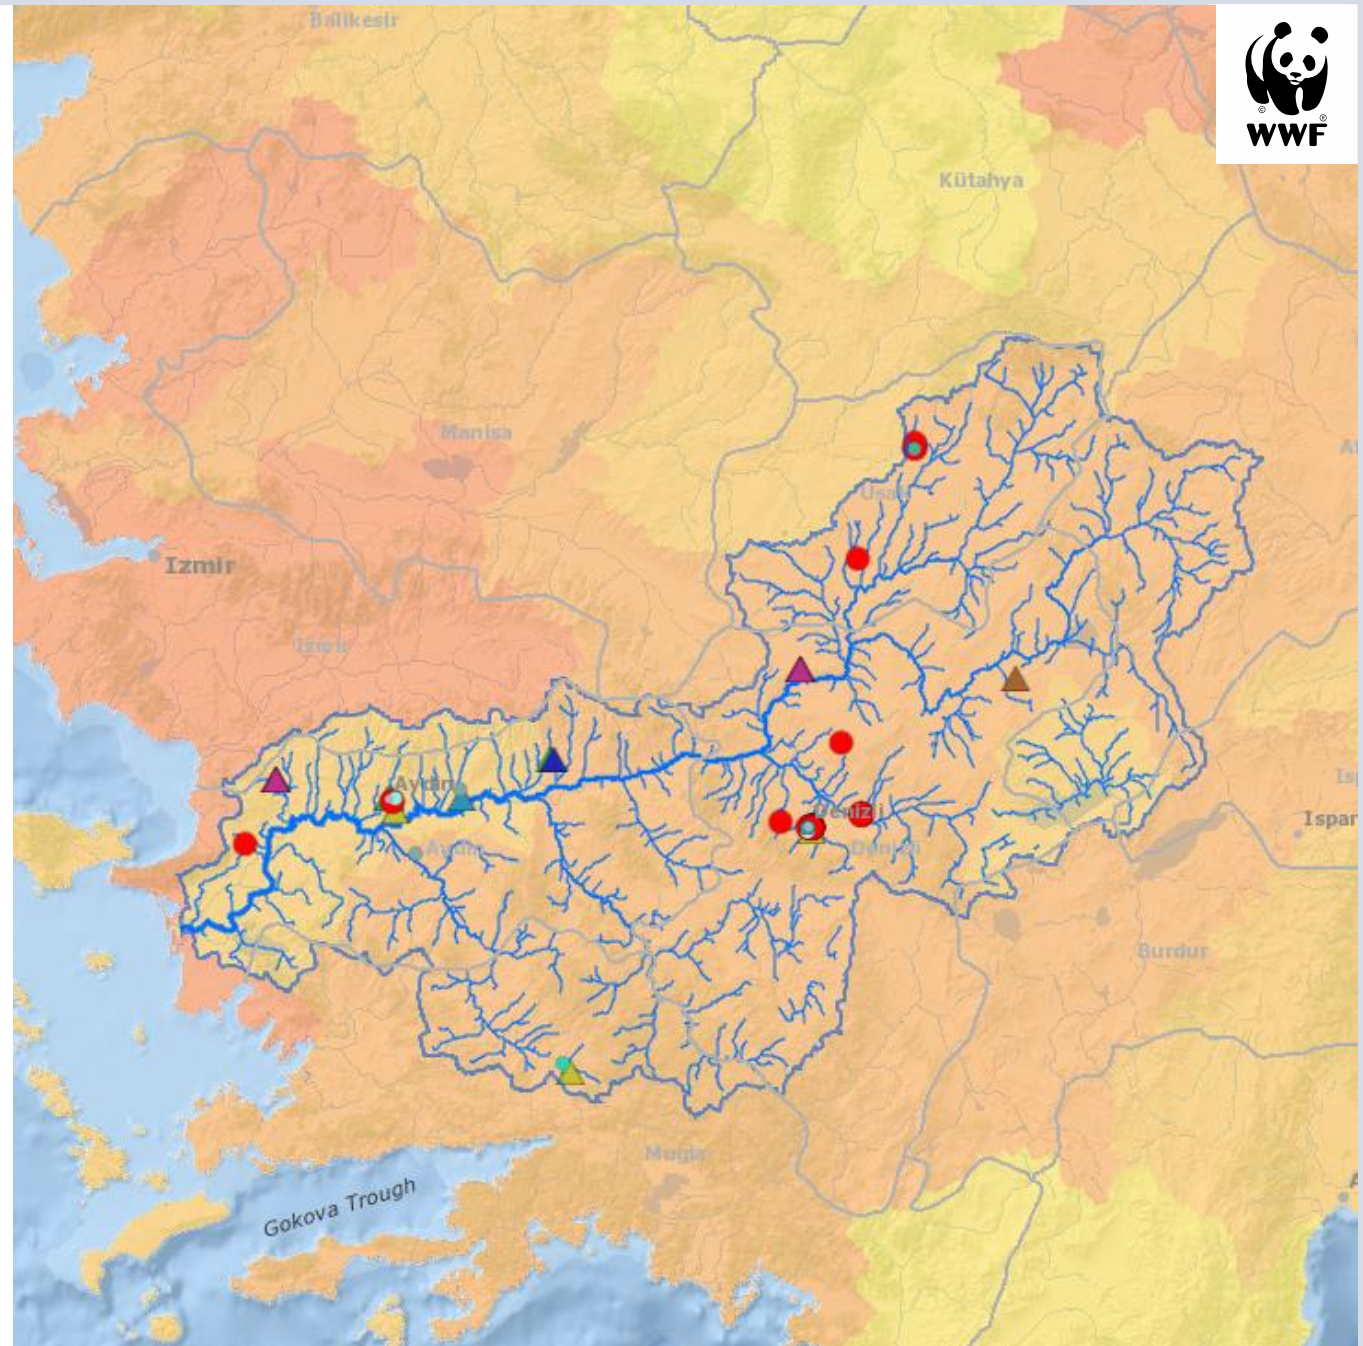 Balikesir
©
®
WWF
Kütahya
Manisa
Usak
Izmir
Izmir
Aydin
Aydin
Denizli
Denizli
Ispar
Burdur
Mugla
Gokova Trough